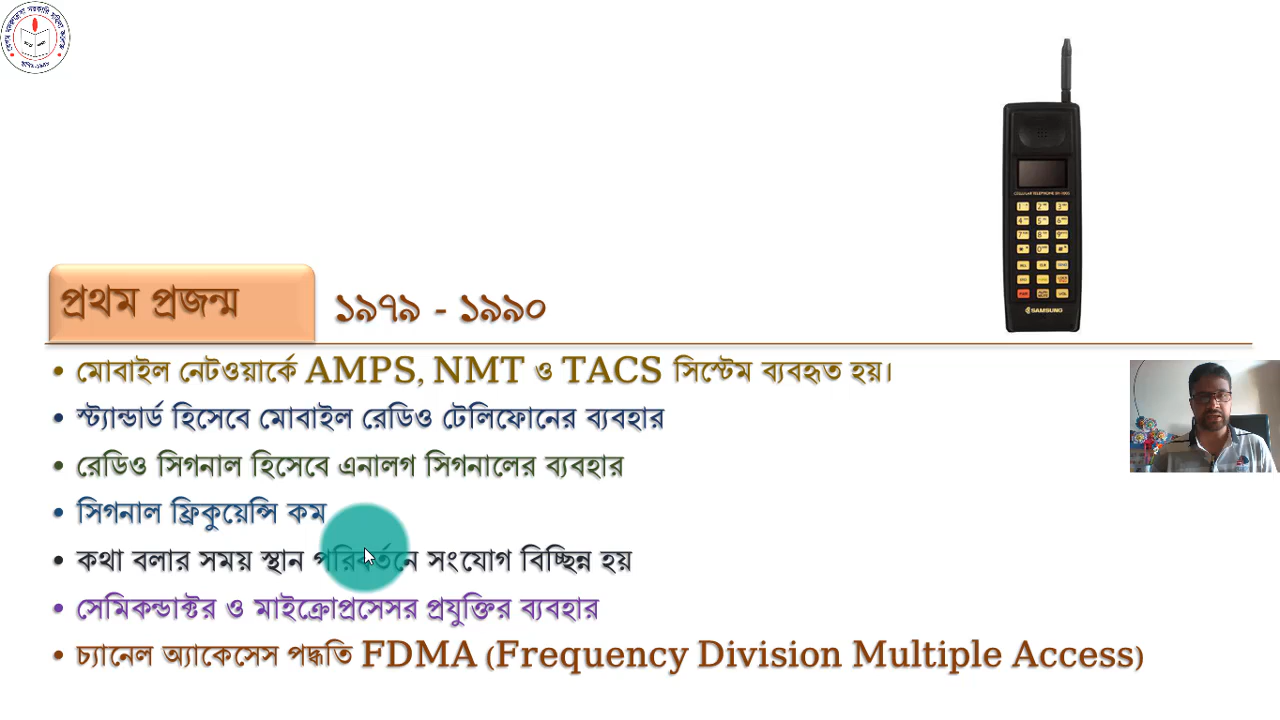 প্রথম প্রজন্ম
১৯৭৯ - ১৯৯০
• মোবাইল নেটওয়ার্কে AMPS, NMT ও TACS সিস্টেম ব্যবহৃত হয়।
• স্ট্যান্ডার্ড হিসেবে মোবাইল রেডিও টেলিফোনের ব্যবহার
• রেডিও সিগনাল হিসেবে এনালগ সিগনালের ব্যবহার
• সিগনাল ফ্রিকুয়েন্সি কম
• কথা বলার সময় স্থান পরিবর্তনে সংযোগ বিচ্ছিন্ন হয়
• সেমিকন্ডাক্টর ও মাইক্রোপ্রসেসর প্রযুক্তির ব্যবহার
• চ্যানেল অ্যাকেসেস পদ্ধতি FDMA (Frequency Division Multiple Access)
SAMSUNG